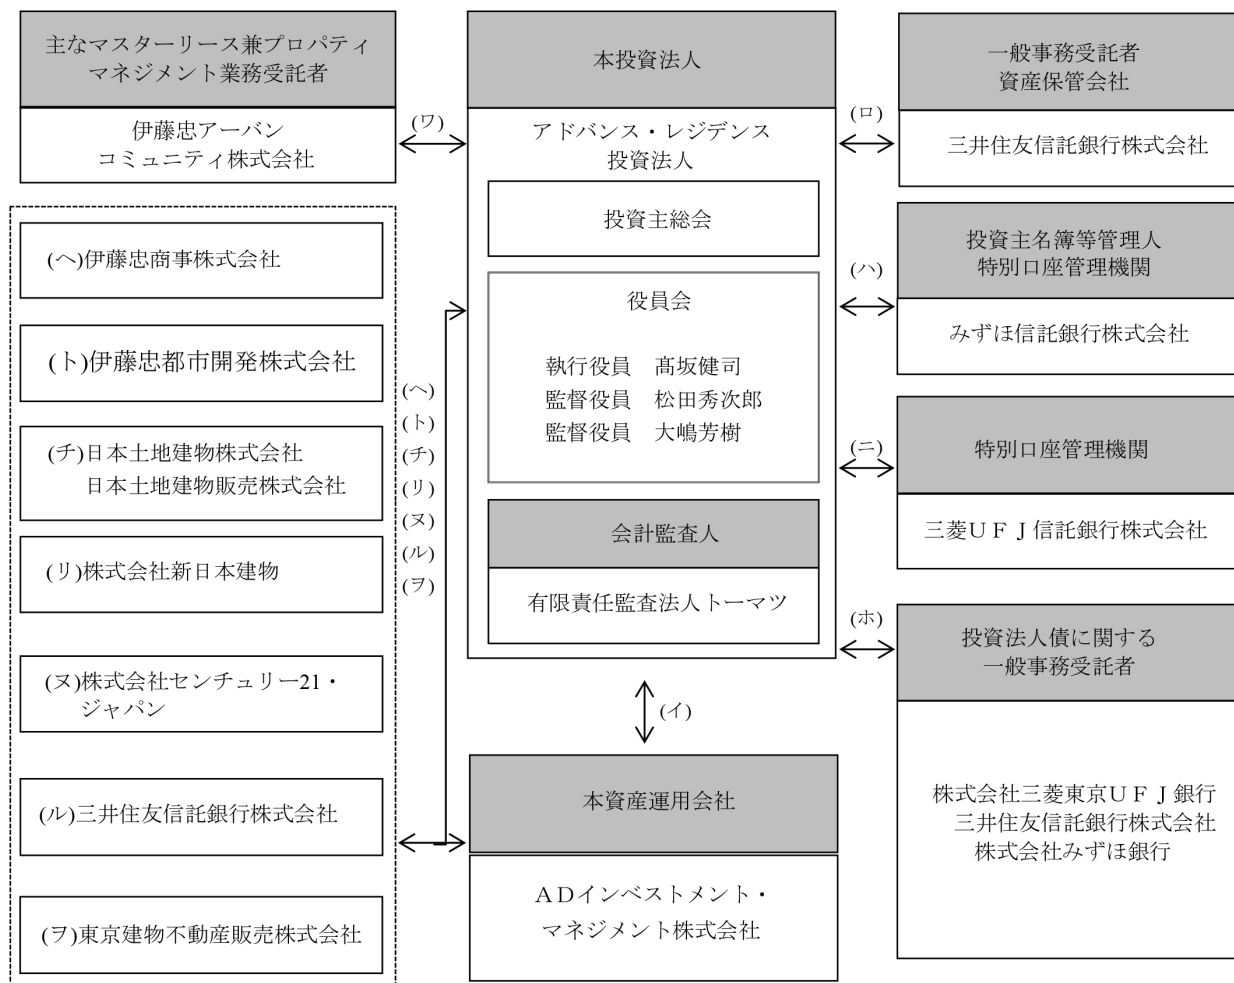 主なマスターリース兼プロパティ
マネジメント業務受託者
伊藤忠アーバン
コミュニティ株式会社
(ワ)
(ヘ)伊藤忠商事株式会社
(ト)伊藤忠都市開発株式会社
(チ)日本土地建物株式会社
日本土地建物販売株式会社
(リ)株式会社新日本建物
(ヌ)株式会社センチュリー21・
ジャパン
(ル)三井住友信託銀行株式会社
(ヲ)東京建物不動産販売株式会社
(ヘ)
(ト)
(チ)
(リ)
(ヌ)
(ル)
(ヲ)
本投資法人
アドバンス・レジデンス
投資法人
投資主総会
役員会
執行役員 髙坂健司
監督役員 松田秀次郎
監督役員 大嶋芳樹
会計監査人
有限責任監査法人トーマツ
(イ)
本資産運用会社
ＡＤインベストメント・
マネジメント株式会社
(ロ)
一般事務受託者
資産保管会社
三井住友信託銀行株式会社
(ハ)
投資主名簿等管理人
特別口座管理機関
みずほ信託銀行株式会社
(ニ)
特別口座管理機関
三菱ＵＦＪ信託銀行株式会社
(ホ)
投資法人債に関する
一般事務受託者
株式会社三菱東京ＵＦＪ銀行
三井住友信託銀行株式会社
株式会社みずほ銀行